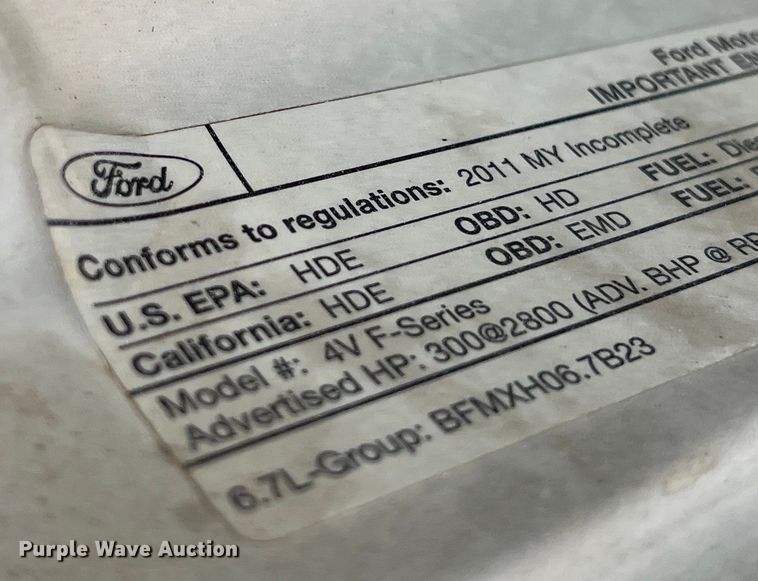 Ford Moto
IMPORTANT EN
Ford
Conforms to regulations: 2011 MY Incomplete
U.S. EPA: HDE OBD: HD FUEL: Dies
California: HDE OBD: EMD FUEL:
Model #: 4V F-Series
Advertised HP: 300@2800 (ADV. BHP @ RP
6.7L-Group: BFMXH06.7B23
Purple Wave Auction